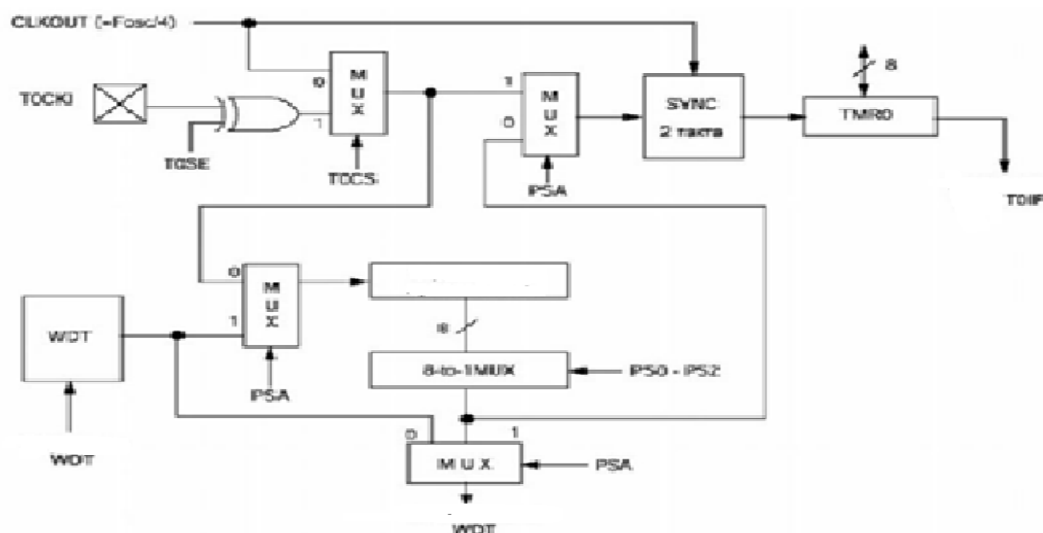 CLKOUT (=Fosc/4)
8
0
M U X
1
M U X
T0CKI
SYNC
2 такта
TMR0
1
0
T0SE
T0CS
PSA
T0IF
0
M U X
WDT
1
8
8-to-1MUX
PS0 - PS2
PSA
0
1
WDT
M U X
PSA
WDT